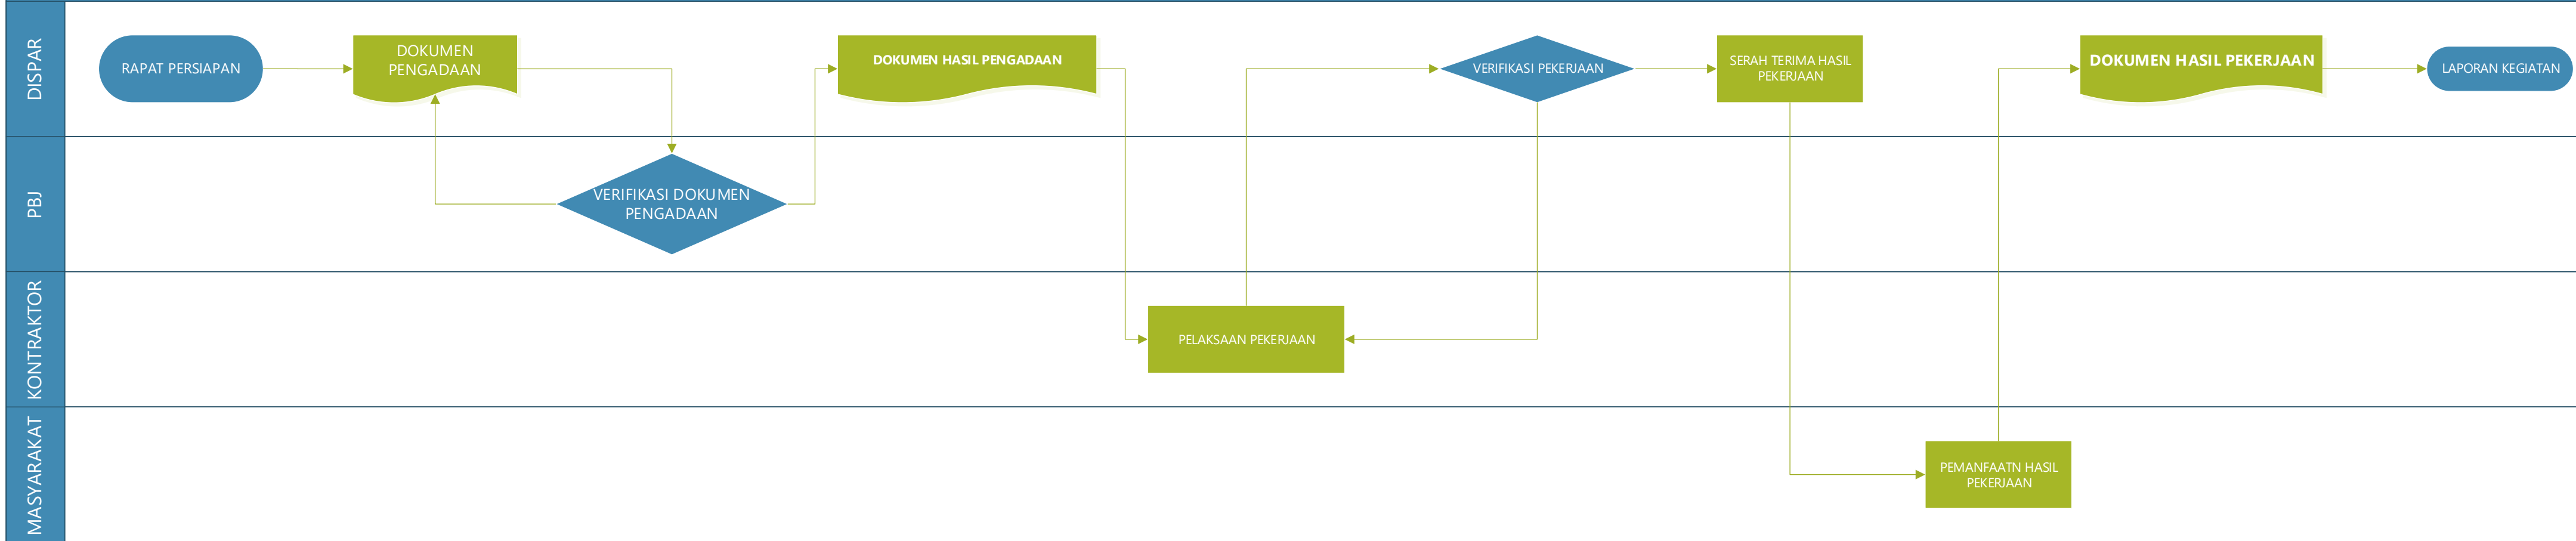 DISPAR
RAPAT PERSIAPAN
DOKUMEN
PENGADAAN
DOKUMEN HASIL PENGADAAN
VERIFIKASI PEKERJAAN
SERAH TERIMA HASIL
PEKERJAAN
DOKUMEN HASIL PEKERJAAN
LAPORAN KEGIATAN
PBJ
VERIFIKASI DOKUMEN
PENGADAAN
KONTRAKTOR
PELAKSAAN PEKERJAAN
MASYARAKAT
PEMANFAATN HASIL
PEKERJAAN